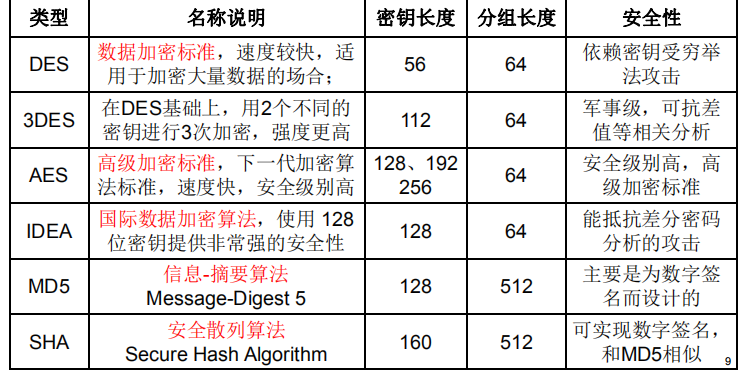 类型 名称说明 密钥长度 分组长度 安全性
DES 数据加密标准，速度较快，适用于加密大量数据的场合； 56 64 依赖密钥受穷举法攻击
3DES 在DES基础上，用2个不同的密钥进行3次加密，强度更高 112 64 军事级，可抗差值等相关分析
AES 高级加密标准，下一代加密算法标准，速度快，安全级别高 128、192 256 64 安全级别高，高级加密标准
IDEA 国际数据加密算法，使用 128位密钥提供非常强的安全性 128 64 能抵抗差分密码分析的攻击
MD5 信息-摘要算法 Message-Digest 5 128 512 主要是为数字签名而设计的
SHA 安全散列算法 Secure Hash Algorithm 160 512 可实现数字签名，和MD5相似
9